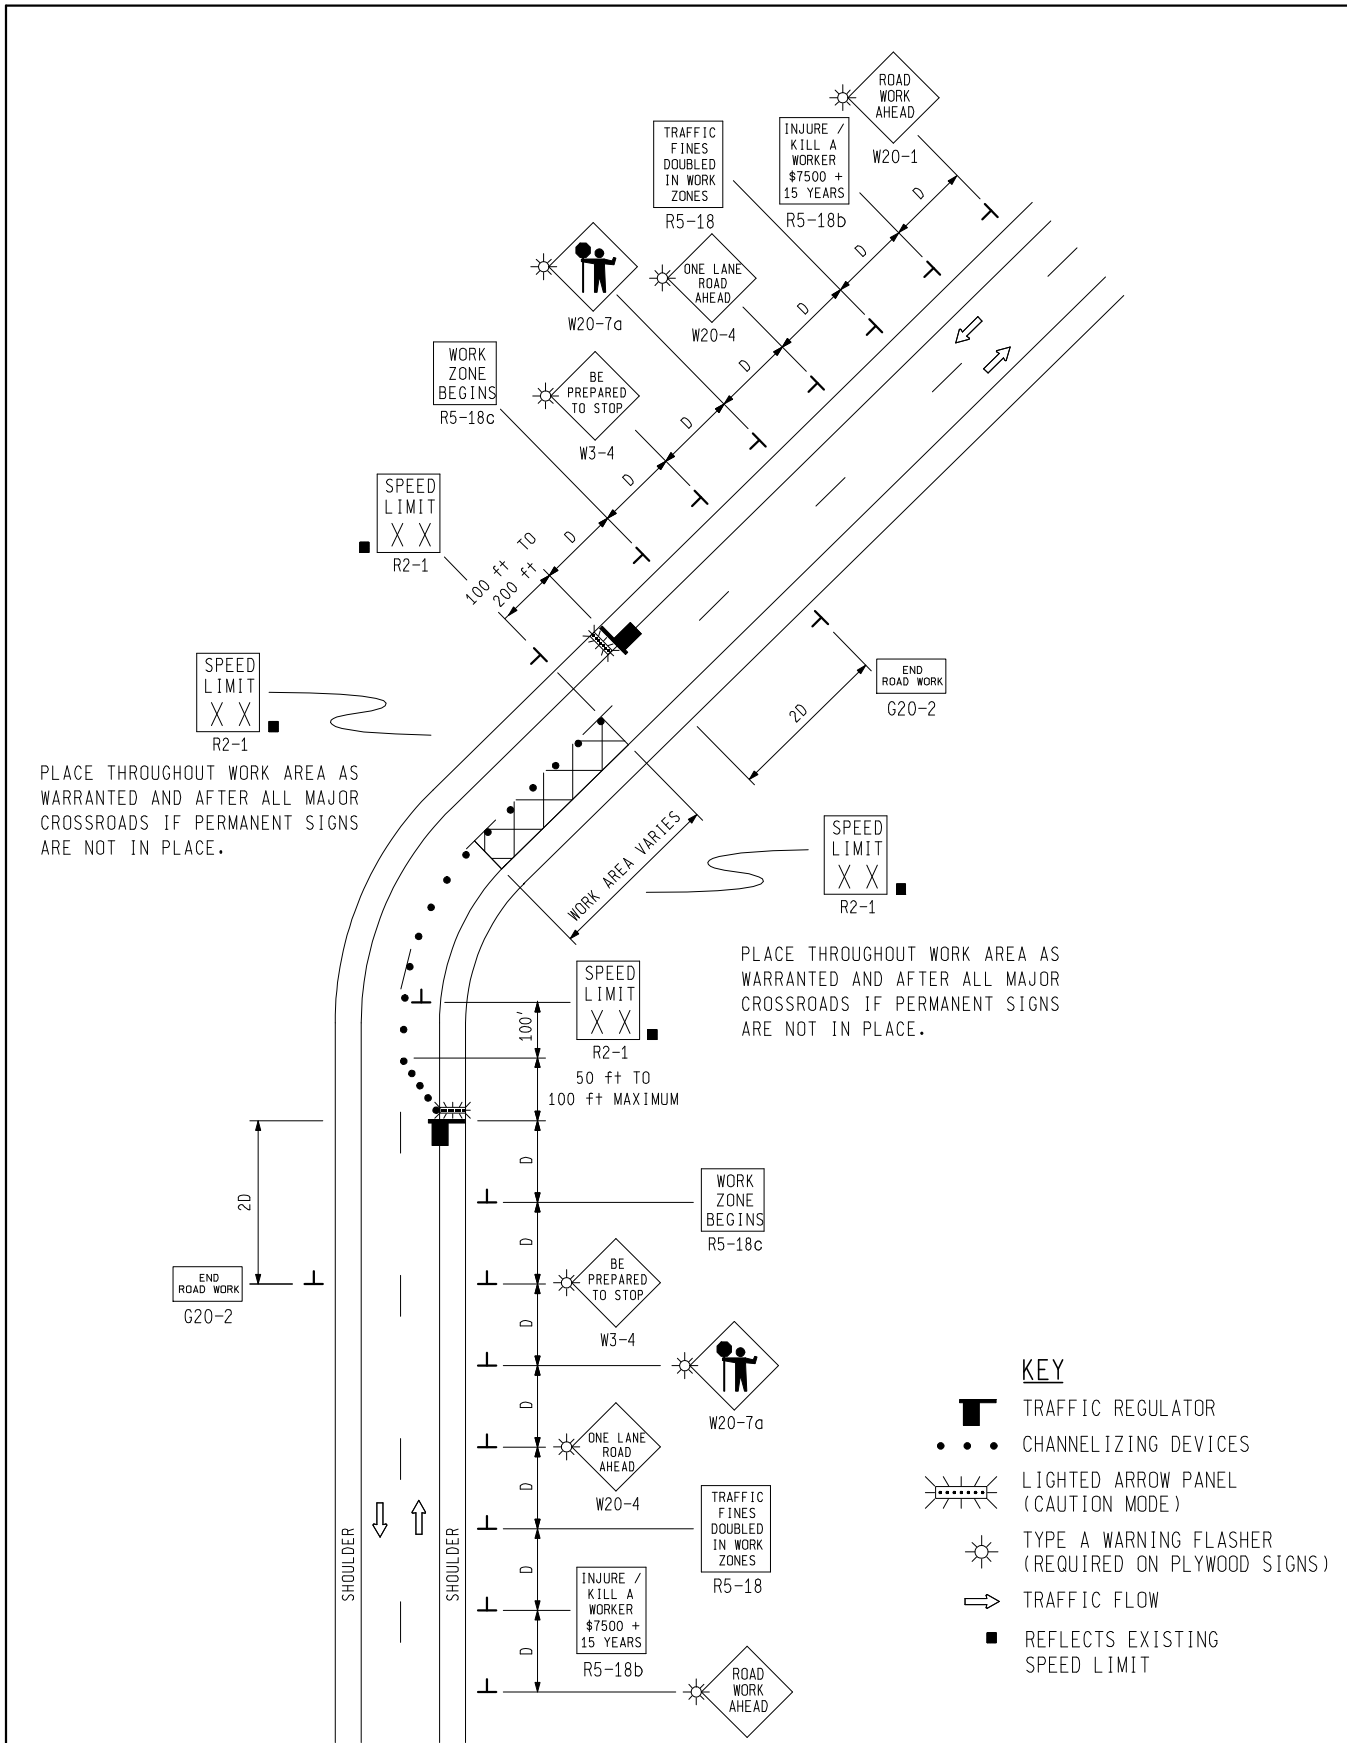 ROAD
WORK
AHEAD
W20-1
INJURE /
KILL A
WORKER
$7500 +
15 YEARS
R5-18b
TRAFFIC
FINES
DOUBLED
IN WORK
ZONES
R5-18
D
D
D
D
D
D
D
W20-7a
ONE LANE
ROAD
AHEAD
W20-4
WORK
ZONE
BEGINS
R5-18c
BE
PREPARED
TO STOP
W3-4
SPEED
LIMIT
X X
R2-1
100 ft TO
200 ft
SPEED
LIMIT
X X
R2-1
PLACE THROUGHOUT WORK AREA AS
WARRANTED AND AFTER ALL MAJOR
CROSSROADS IF PERMANENT SIGNS
ARE NOT IN PLACE.
END
ROAD WORK
G20-2
2D
WORK AREA VARIES
SPEED
LIMIT
X X
R2-1
PLACE THROUGHOUT WORK AREA AS
WARRANTED AND AFTER ALL MAJOR
CROSSROADS IF PERMANENT SIGNS
ARE NOT IN PLACE.
SPEED
LIMIT
X X
R2-1
100'
50 ft TO
100 ft MAXIMUM
2D
END
ROAD WORK
G20-2
D
WORK
ZONE
BEGINS
R5-18c
D
BE
PREPARED
TO STOP
W3-4
D
W20-7a
D
ONE LANE
ROAD
AHEAD
W20-4
D
TRAFFIC
FINES
DOUBLED
IN WORK
ZONES
R5-18
D
INJURE /
KILL A
WORKER
$7500 +
15 YEARS
R5-18b
D
ROAD
WORK
AHEAD
SHOULDER
SHOULDER
KEY
TRAFFIC REGULATOR
CHANNELIZING DEVICES
LIGHTED ARROW PANEL
(CAUTION MODE)
TYPE A WARNING FLASHER
(REQUIRED ON PLYWOOD SIGNS)
TRAFFIC FLOW
REFLECTS EXISTING
SPEED LIMIT